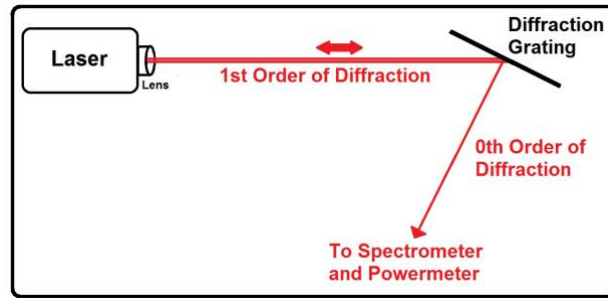 Diffraction
Grating
Laser
Lens
1st Order of Diffraction
0th Order of
Diffraction
To Spectrometer
and Powermeter